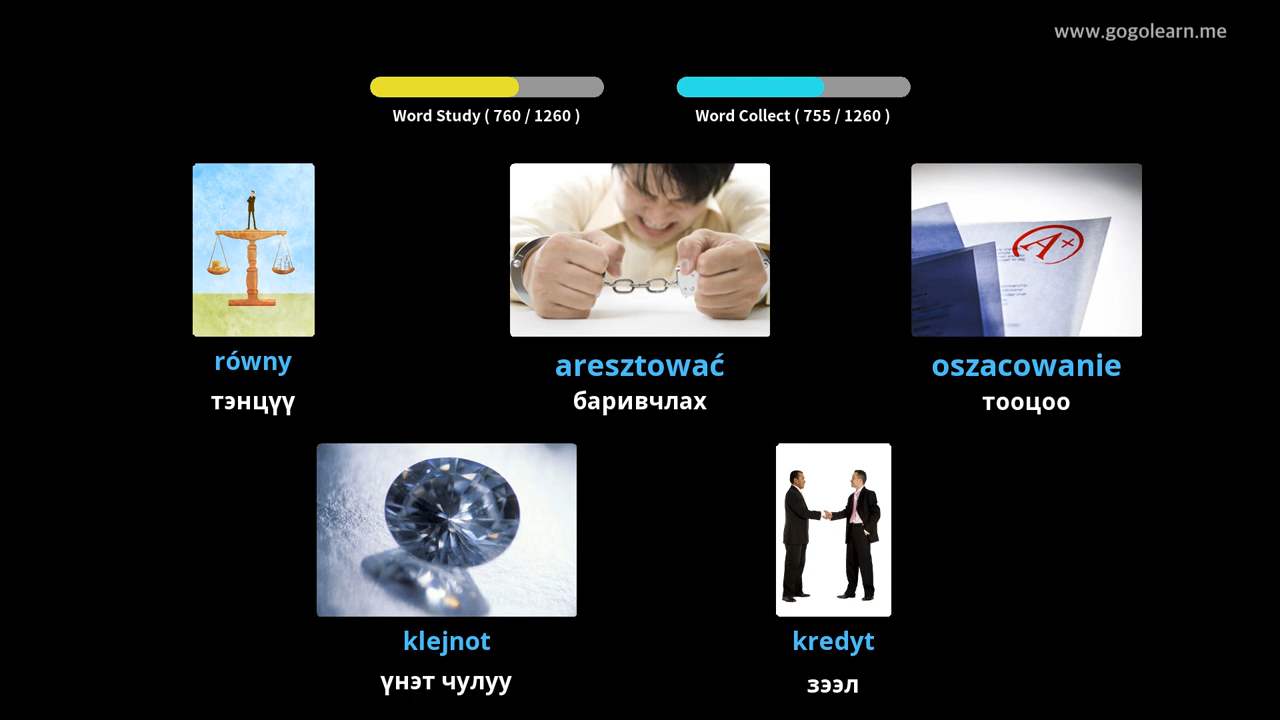 www.gogolearn.me
Word Study ( 760 / 1260 )
Word Collect ( 755 / 1260 )
A+
równy
тэнцүү
aresztować
баривчлах
oszacowanie
тооцоо
klejnot
үнэт чулуу
kredyt
зээл